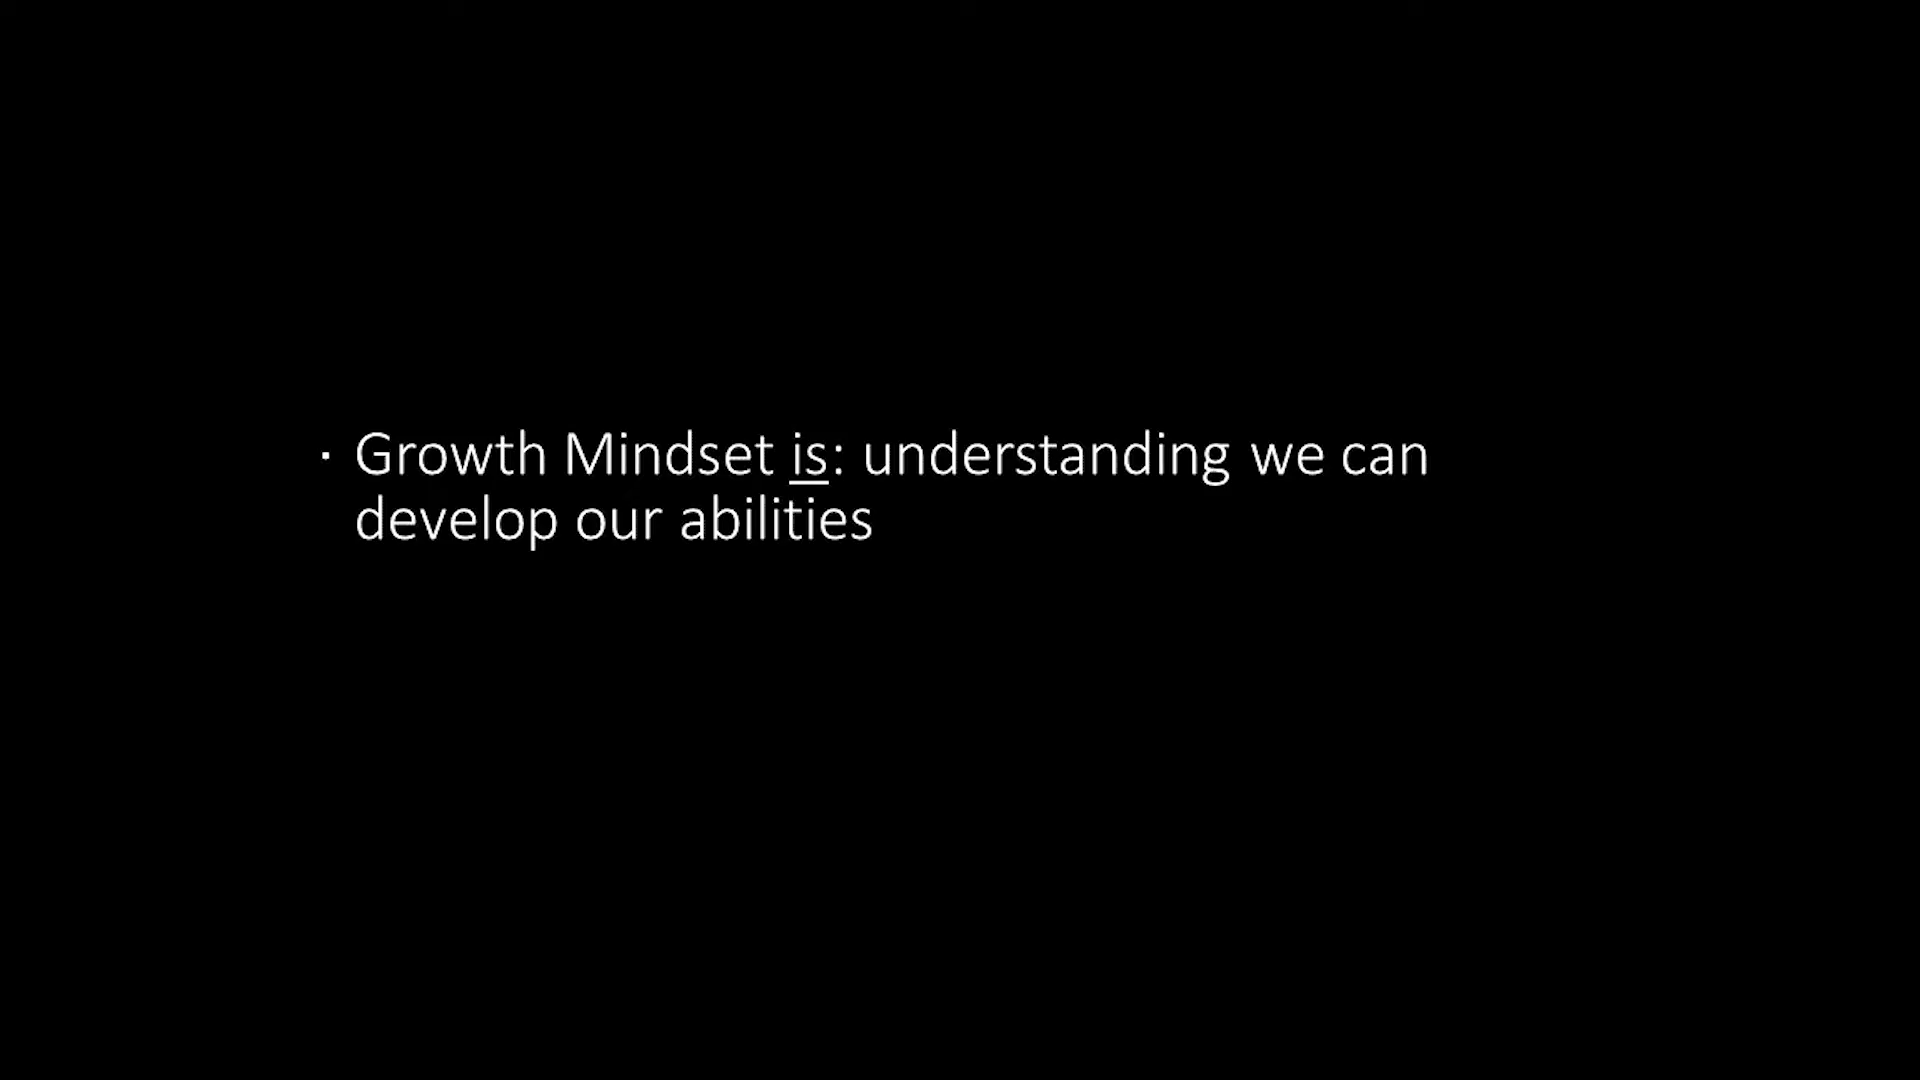 · Growth Mindset is: understanding we can
develop our abilities